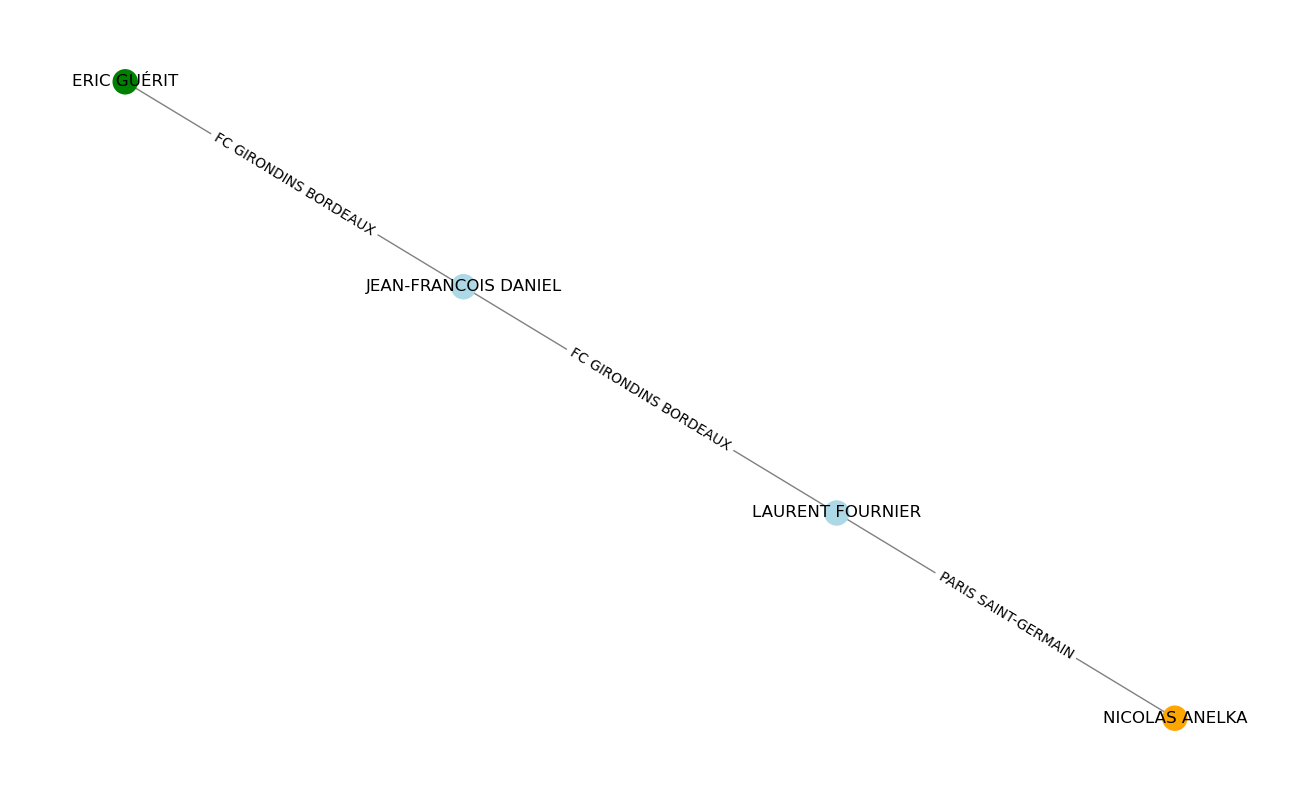 ERIC GUÉRIT
FC GIRONDINS BORDEAUX
JEAN-FRANCOIS DANIEL
FC GIRONDINS BORDEAUX
LAURENT FOURNIER
PARIS SAINT-GERMAIN
NICOLAS ANELKA